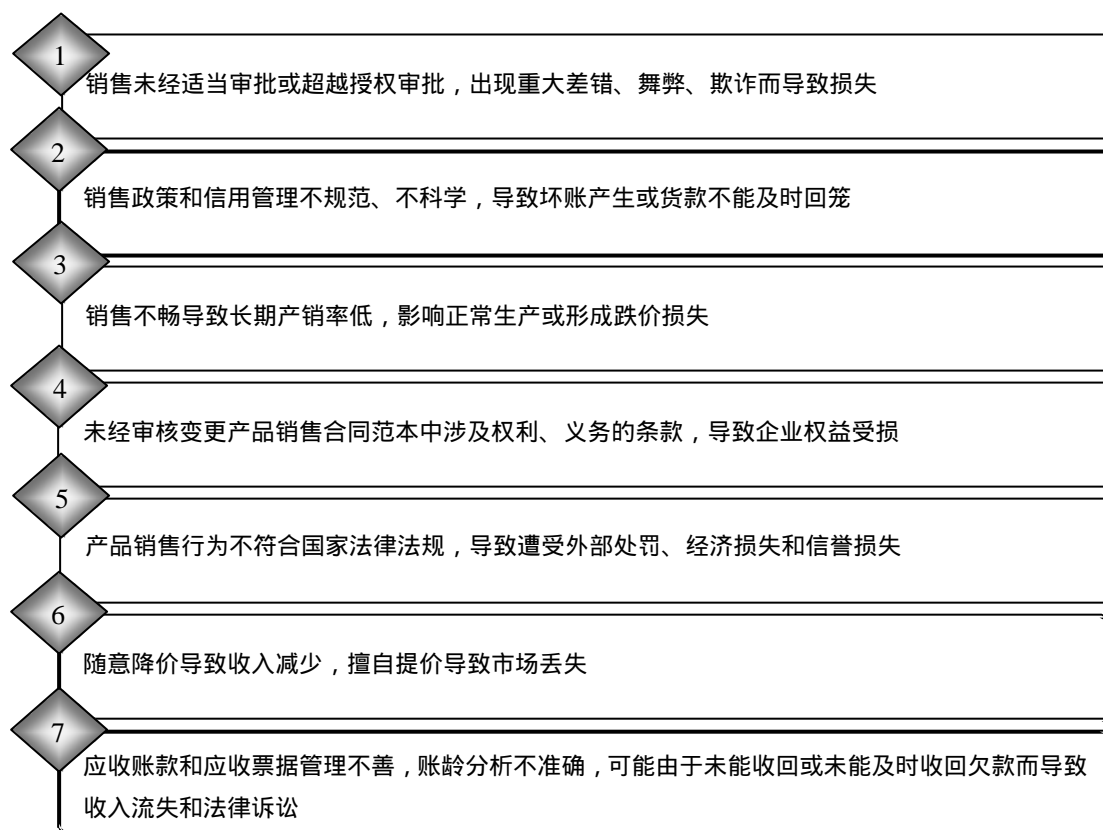 1
销售未经适当审批或超越授权审批，出现重大差错、舞弊、欺诈而导致损失
2
销售政策和信用管理不规范、不科学，导致坏账产生或货款不能及时回笼
3
销售不畅导致长期产销率低，影响正常生产或形成跌价损失
4
未经审核变更产品销售合同范本中涉及权利、义务的条款，导致企业权益受损
5
产品销售行为不符合国家法律法规，导致遭受外部处罚、经济损失和信誉损失
6
随意降价导致收入减少，擅自提价导致市场丢失
7
应收账款和应收票据管理不善，账龄分析不准确，可能由于未能收回或未能及时收回欠款而导致
收入流失和法律诉讼